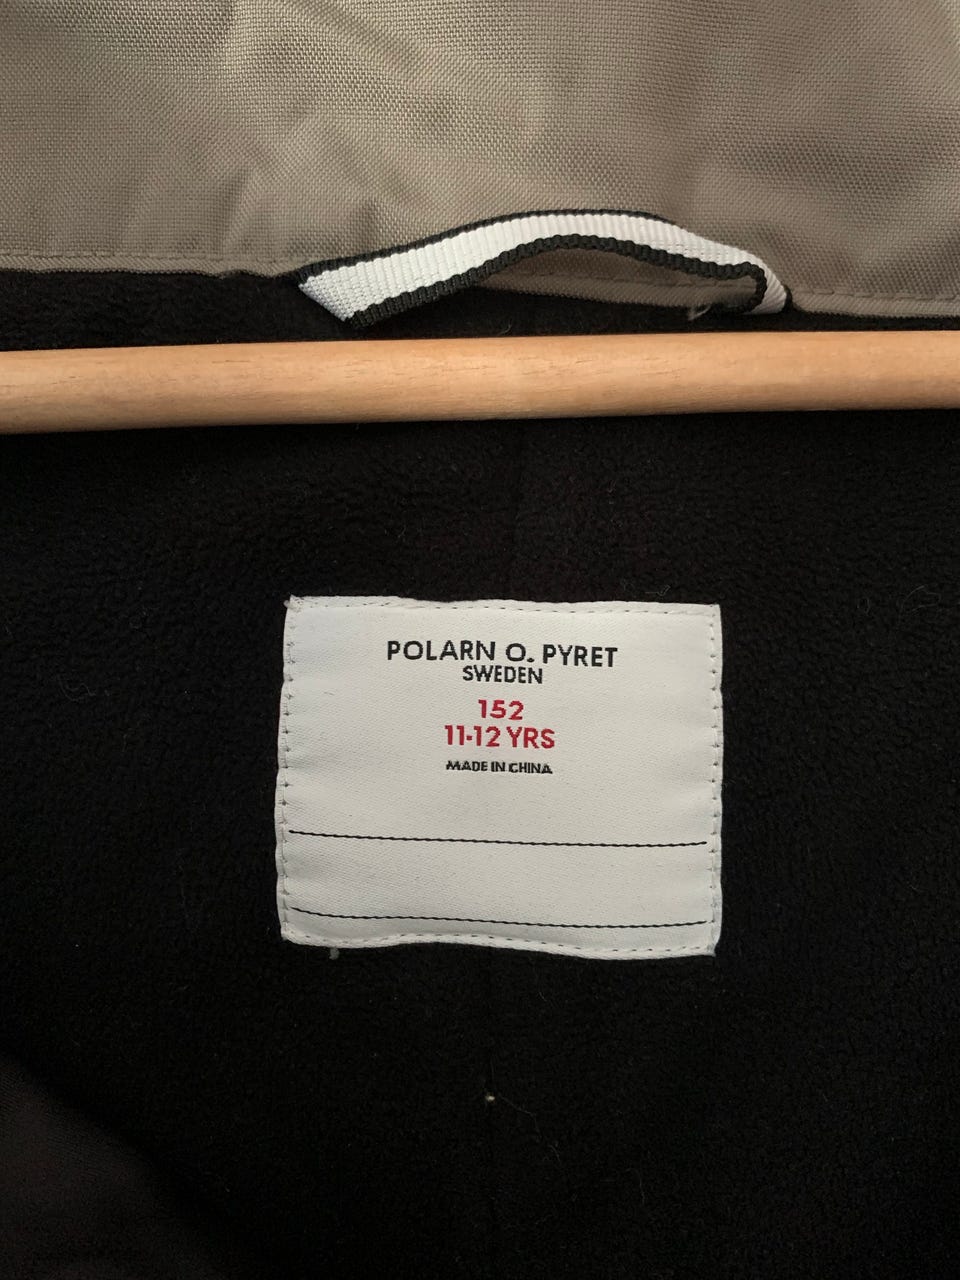 POLARN O. PYRET
SWEDEN
152
11-12 YRS
MADE IN CHINA